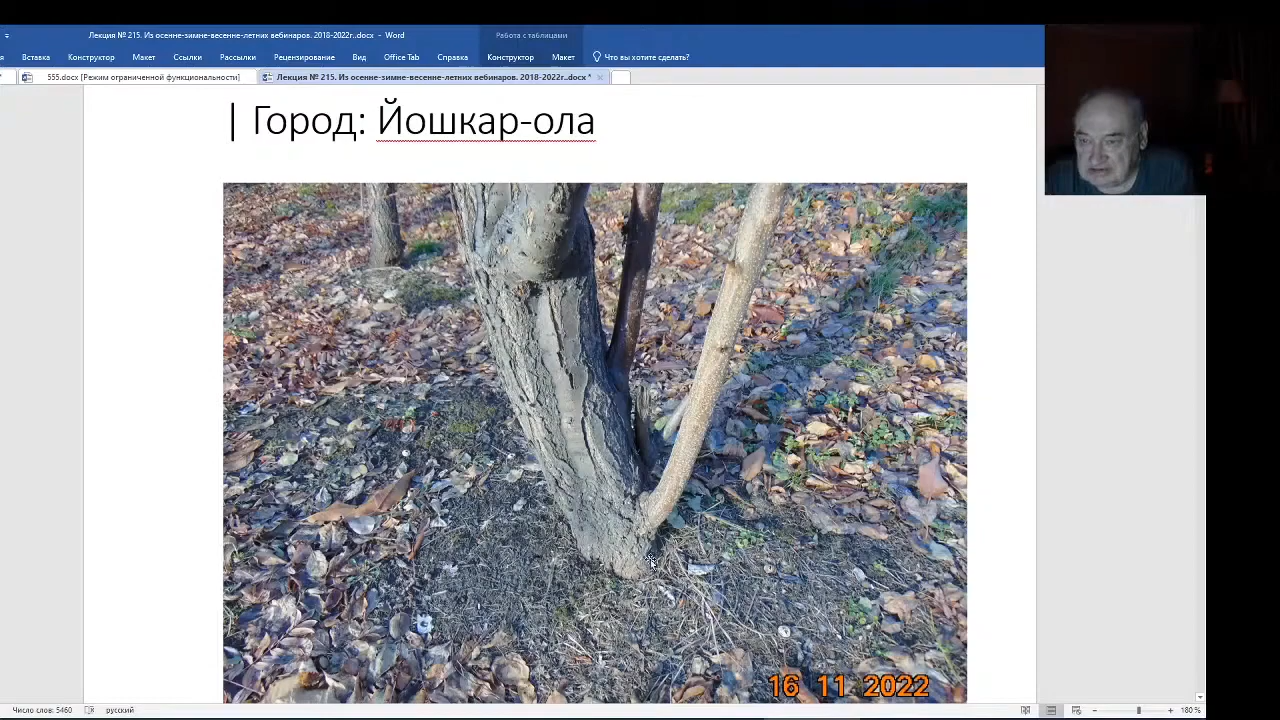 Лекция № 215. Из осенне-зимне-весенне-летних вебинаров. 2018-2022г..docx - Word
Работа с таблицами
Вставка Конструктор Макет Ссылки Рассылки Рецензирование Вид Office Tab Справка Конструктор Макет Что вы хотите сделать?
555.docx [Режим ограниченной функциональности]
Лекция № 215. Из осенне-зимне-весенне-летних вебинаров. 2018-2022г..docx *
| Город: Йошкар-ола
16 11 2022
Число слов: 5460 русский
180 %